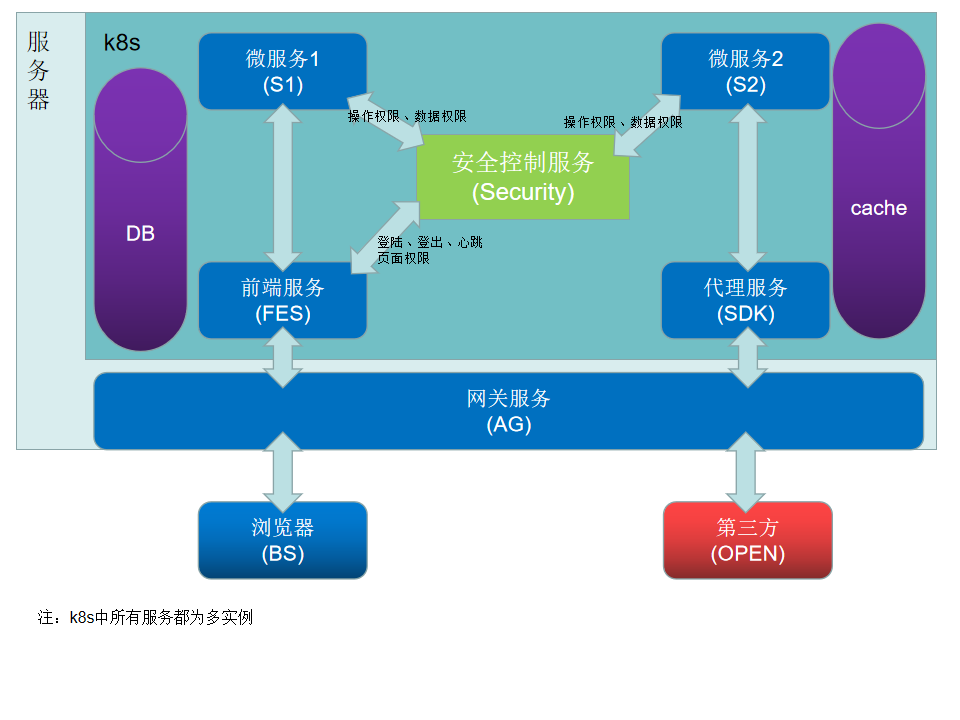 服
务
器
k8s
微服务1
(S1)
微服务2
(S2)
操作权限、数据权限
操作权限、数据权限
安全控制服务
(Security)
DB
cache
登陆、登出、心跳
页面权限
前端服务
(FES)
代理服务
(SDK)
网关服务
(AG)
浏览器
(BS)
第三方
(OPEN)
注：k8s中所有服务都为多实例